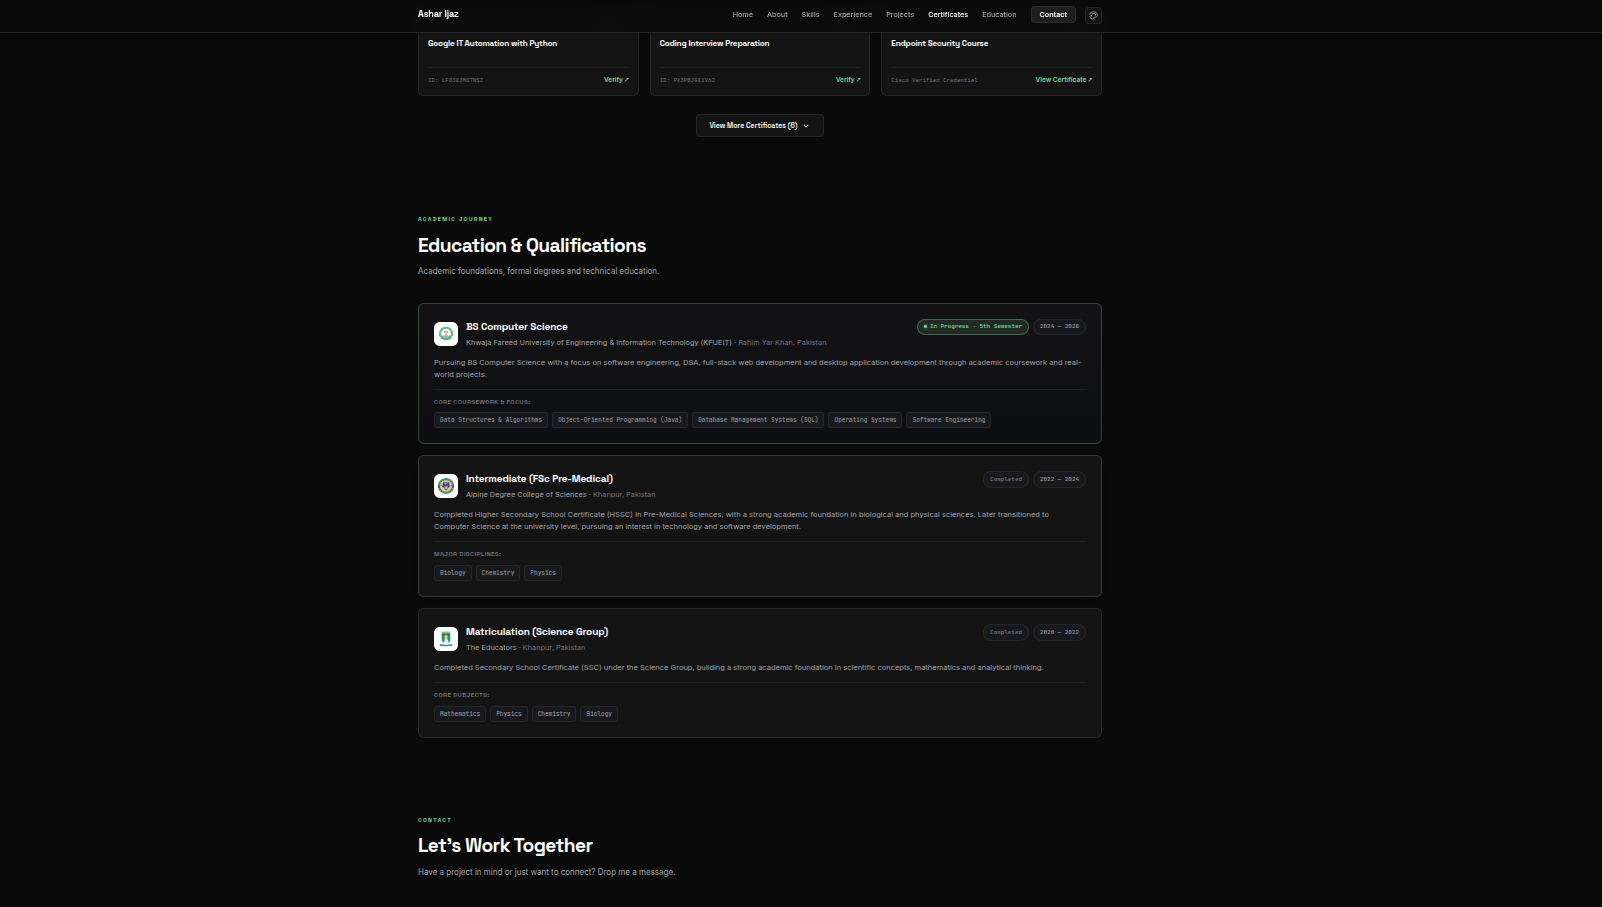 Ashar Ijaz
Home About Skills Experience Projects Certificates Education Contact
Google IT Automation with Python
ID: LFO38JMO7NSZ Verify ↗
Coding Interview Preparation
Verify ↗
Endpoint Security Course
Cisco Verified Credential View Certificate ↗
View More Certificates (6)
ACADEMIC JOURNEY
Education & Qualifications
Academic foundations, formal degrees and technical education.
BS Computer Science
In Progress · 5th Semester 2024 — 2028
Khwaja Fareed University of Engineering & Information Technology (KFUEIT) · Rahim Yar Khan, Pakistan
Pursuing BS Computer Science with a focus on software engineering, DSA, full-stack web development and desktop application development through academic coursework and real-
world projects.
CORE COURSEWORK & FOCUS:
Data Structures & Algorithms Object-Oriented Programming (Java) Database Management Systems (SQL) Operating Systems Software Engineering
Intermediate (FSc Pre-Medical)
Completed 2022 — 2024
Alpine Degree College of Sciences · Khanpur, Pakistan
Completed Higher Secondary School Certificate (HSSC) in Pre-Medical Sciences, with a strong academic foundation in biological and physical sciences. Later transitioned to
Computer Science at the university level, pursuing an interest in technology and software development.
MAJOR DISCIPLINES:
Biology Chemistry Physics
Matriculation (Science Group)
Completed 2020 — 2022
The Educators · Khanpur, Pakistan
Completed Secondary School Certificate (SSC) under the Science Group, building a strong academic foundation in scientific concepts, mathematics and analytical thinking.
CORE SUBJECTS:
Mathematics Physics Chemistry Biology
CONTACT
Let's Work Together
Have a project in mind or just want to connect? Drop me a message.